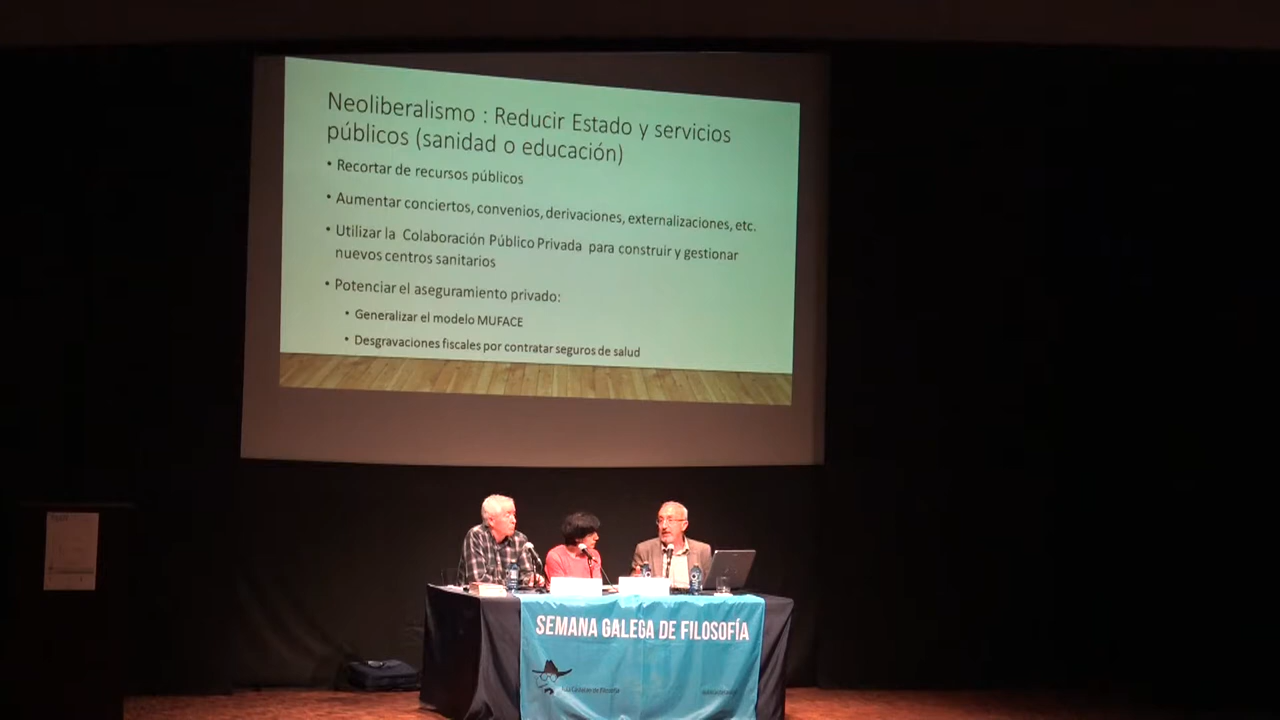 Neoliberalismo : Reducir Estado y servicios
públicos (sanidad o educación)
• Recortar de recursos públicos
• Aumentar conciertos, convenios, derivaciones, externalizaciones, etc.
• Utilizar la Colaboración Público Privada para construir y gestionar
nuevos centros sanitarios
• Potenciar el aseguramiento privado:
• Generalizar el modelo MUFACE
• Desgravaciones fiscales por contratar seguros de salud
SEMANA GALEGA DE FILOSOFÍA
de Filosofía